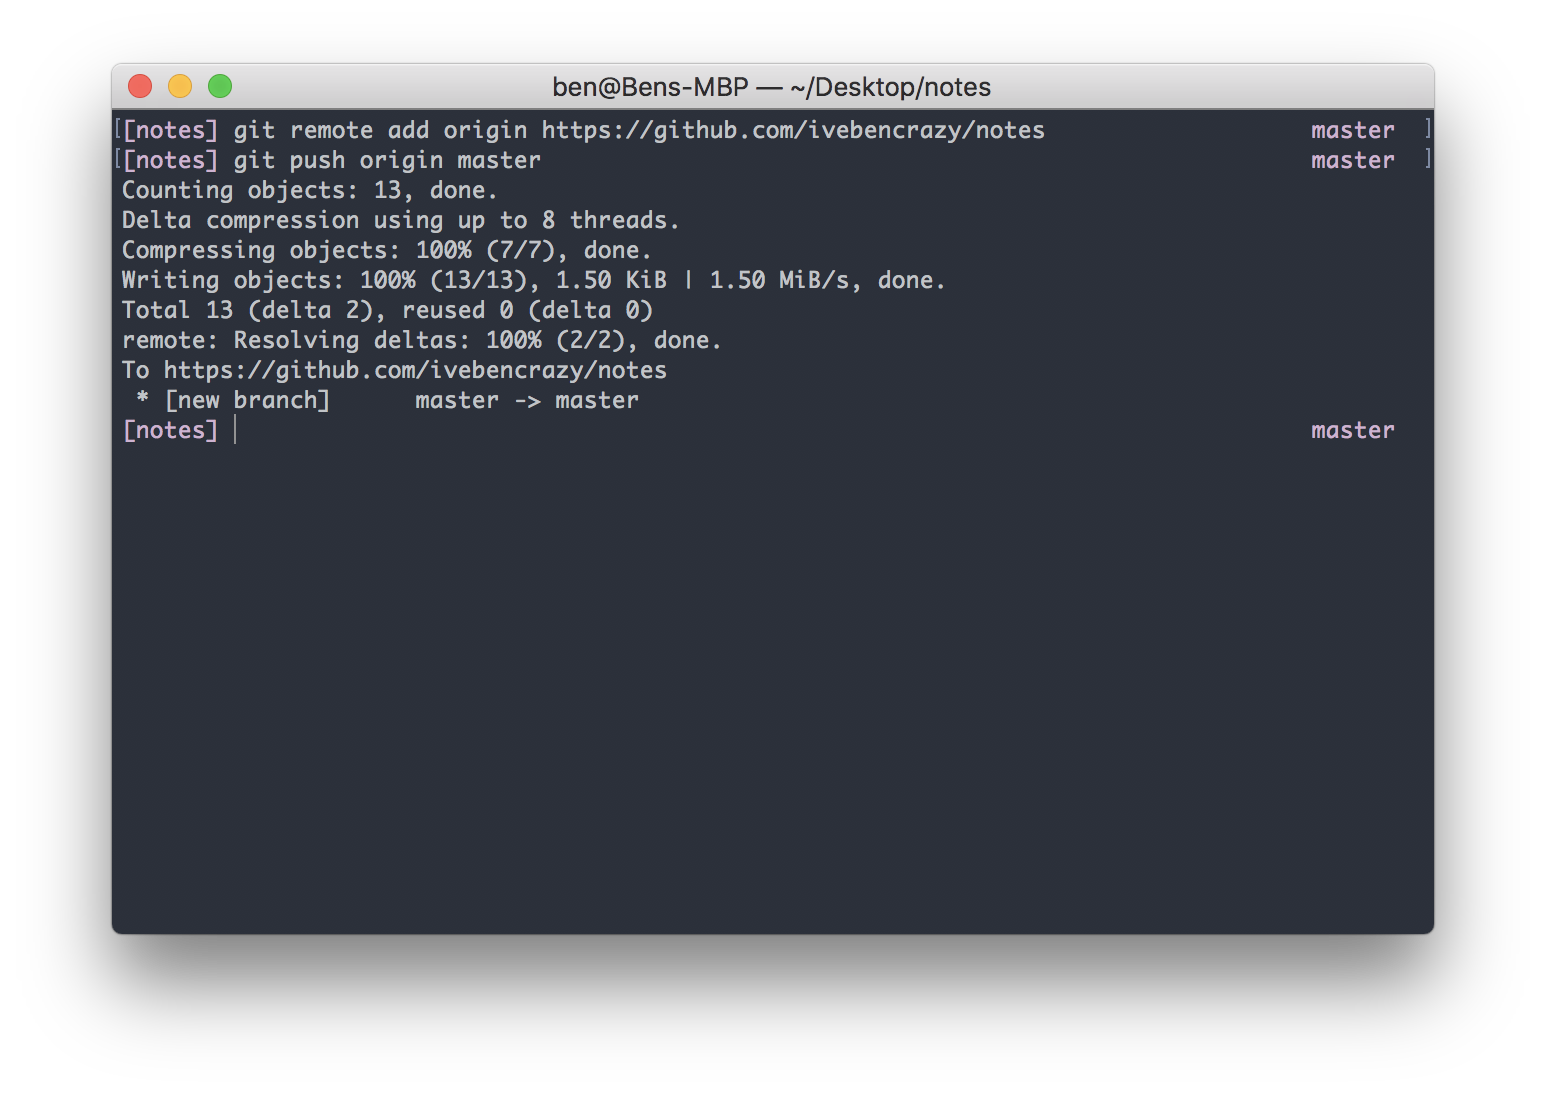 ben@Bens-MBP — ~/Desktop/notes
[[notes] git remote add origin https://github.com/ivebencrazy/notes master ]
[[notes] git push origin master master ]
Counting objects: 13, done.
Delta compression using up to 8 threads.
Compressing objects: 100% (7/7), done.
Writing objects: 100% (13/13), 1.50 KiB | 1.50 MiB/s, done.
Total 13 (delta 2), reused 0 (delta 0)
remote: Resolving deltas: 100% (2/2), done.
To https://github.com/ivebencrazy/notes
 * [new branch]      master -> master
[notes] master